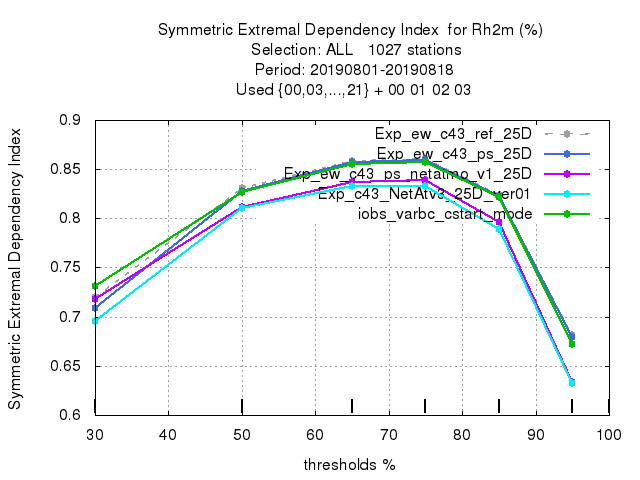 Symmetric Extremal Dependency Index for Rh2m (%)
Selection: ALL 1027 stations
Period: 20190801-20190818
Used {00,03,...,21} + 00 01 02 03
Symmetric Extremal Dependency Index
0.9
0.85
0.8
0.75
0.7
0.65
0.6
Exp_ew_c43_ref_25D
Exp_ew_c43_ps_25D
Exp_ew_c43_ps_netatmo_v1_25D
Exp_c43_NetAtv3_25D_ver01
iobs_varbc_cstart_mode
30 40 50 60 70 80 90 100
thresholds %